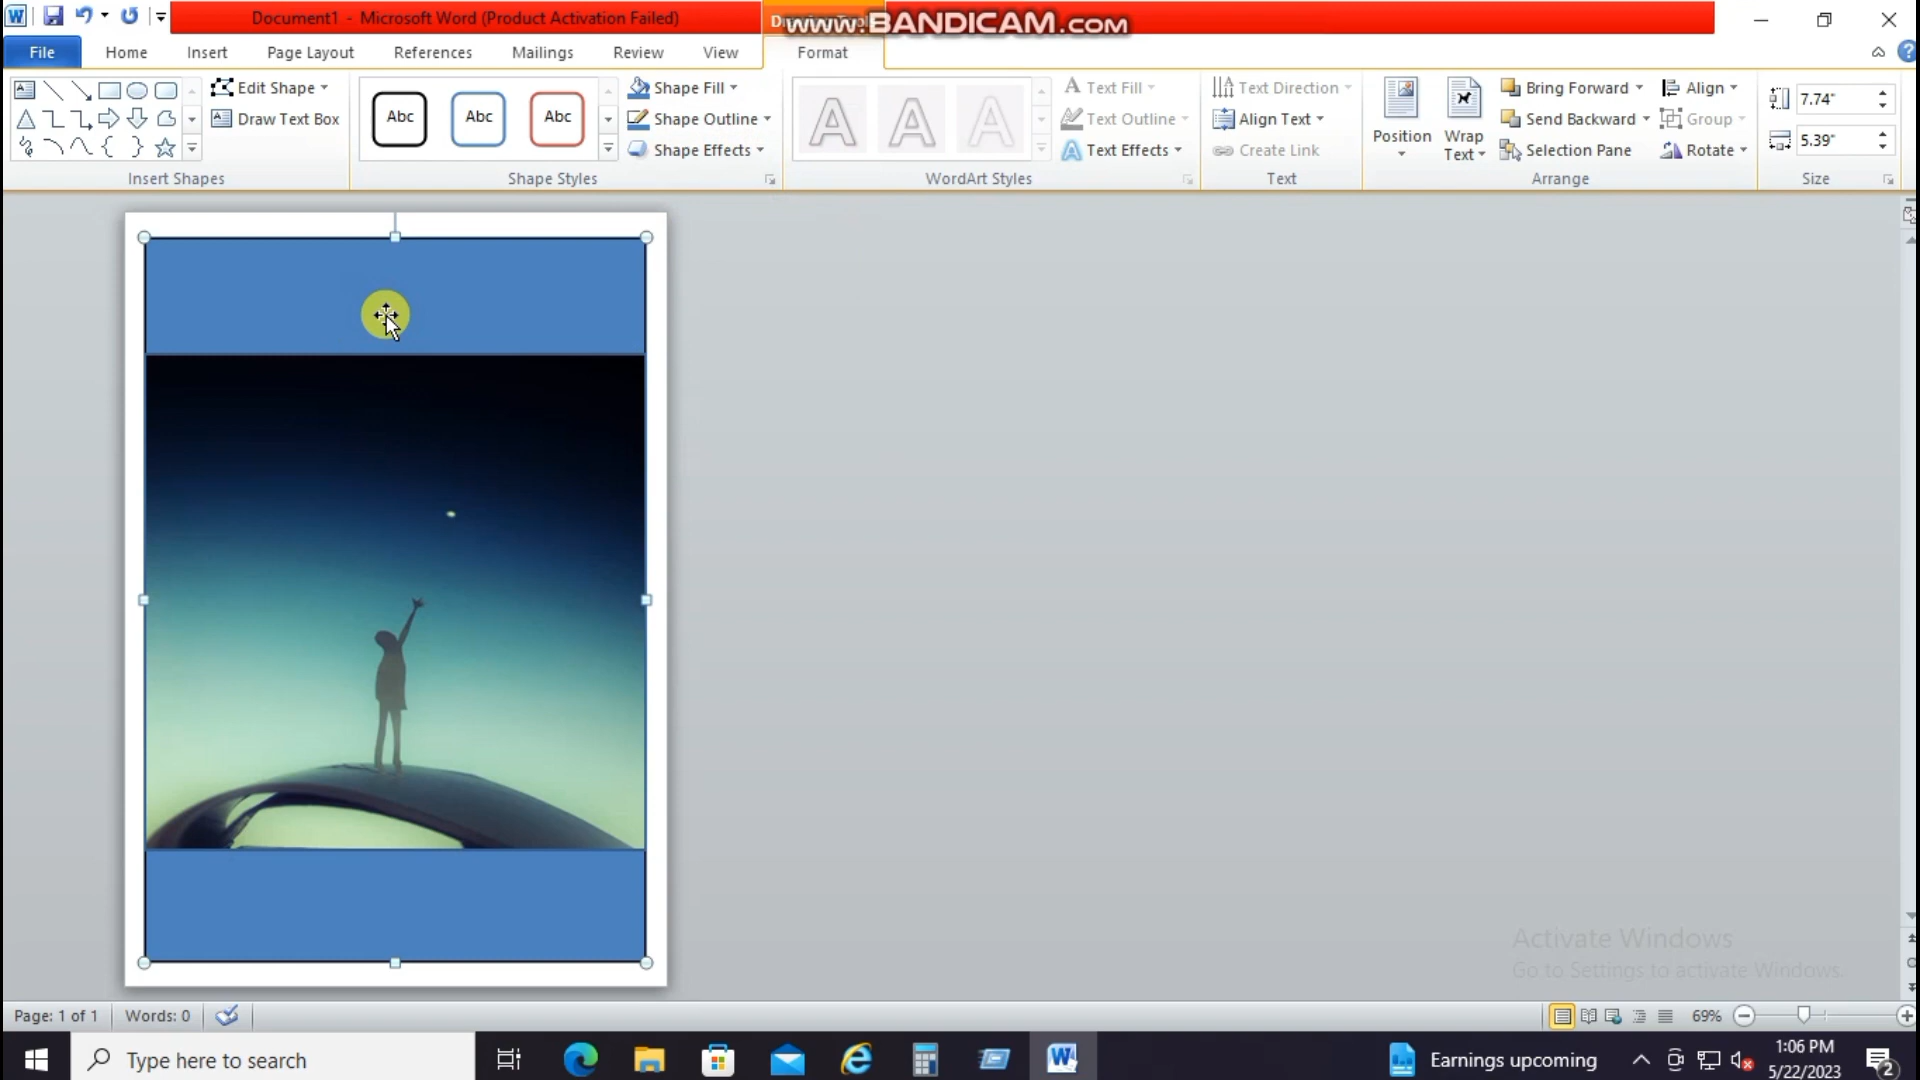 Document1 - Microsoft Word (Product Activation Failed)
www.BANDICAM.com
File Home Insert Page Layout References Mailings Review View Format
Edit Shape
Draw Text Box
Insert Shapes
Abc Abc Abc
Shape Fill
Shape Outline
Shape Effects
Shape Styles
A A A
Text Fill
Text Outline
Text Effects
WordArt Styles
Text Direction
Align Text
Create Link
Text
Position
Wrap Text
Bring Forward
Send Backward
Selection Pane
Align
Group
Rotate
Arrange
7.74"
5.39"
Size
Activate Windows
Go to Settings to activate Windows.
Page: 1 of 1 Words: 0 69%
Type here to search
Earnings upcoming
1:06 PM
5/22/2023
2